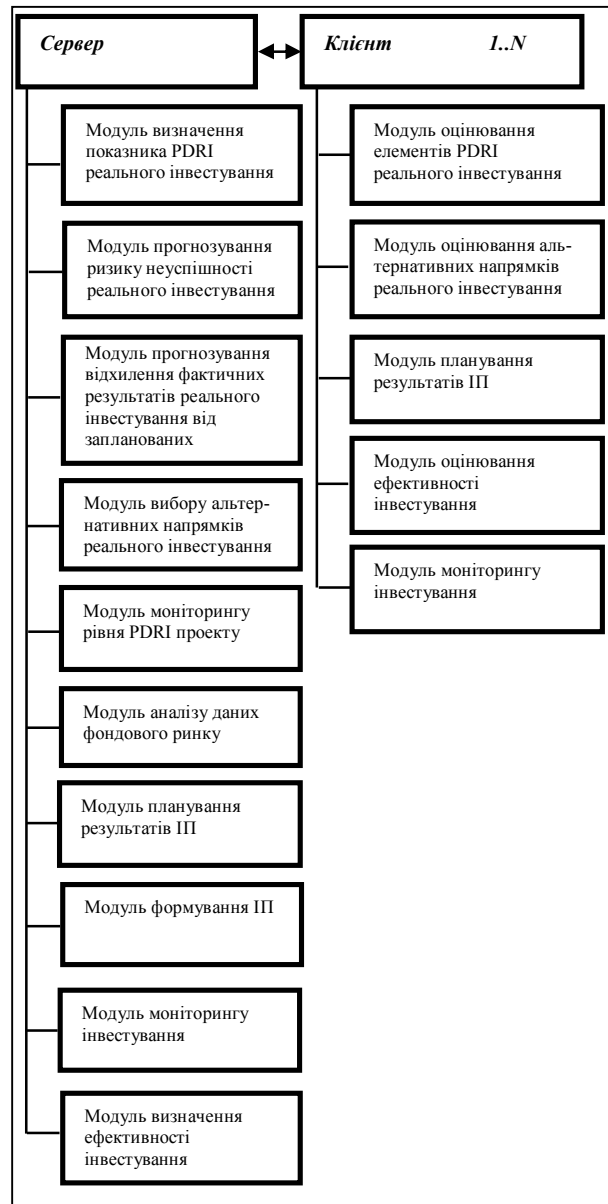 Сервер
Клієнт 1..N
Модуль визначення
показника PDRI
реального інвестування
Модуль прогнозування
ризику неуспішності
реального інвестування
Модуль прогнозування
відхилення фактичних
результатів реального
інвестування від
запланованих
Модуль вибору альтер-
нативних напрямків
реального інвестування
Модуль моніторингу
рівня PDRI проекту
Модуль аналізу даних
фондового ринку
Модуль планування
результатів ІП
Модуль формування ІП
Модуль моніторингу
інвестування
Модуль визначення
ефективності
інвестування
Модуль оцінювання
елементів PDRI
реального інвестування
Модуль оцінювання аль-
тернативних напрямків
реального інвестування
Модуль планування
результатів ІП
Модуль оцінювання
ефективності
інвестування
Модуль моніторингу
інвестування